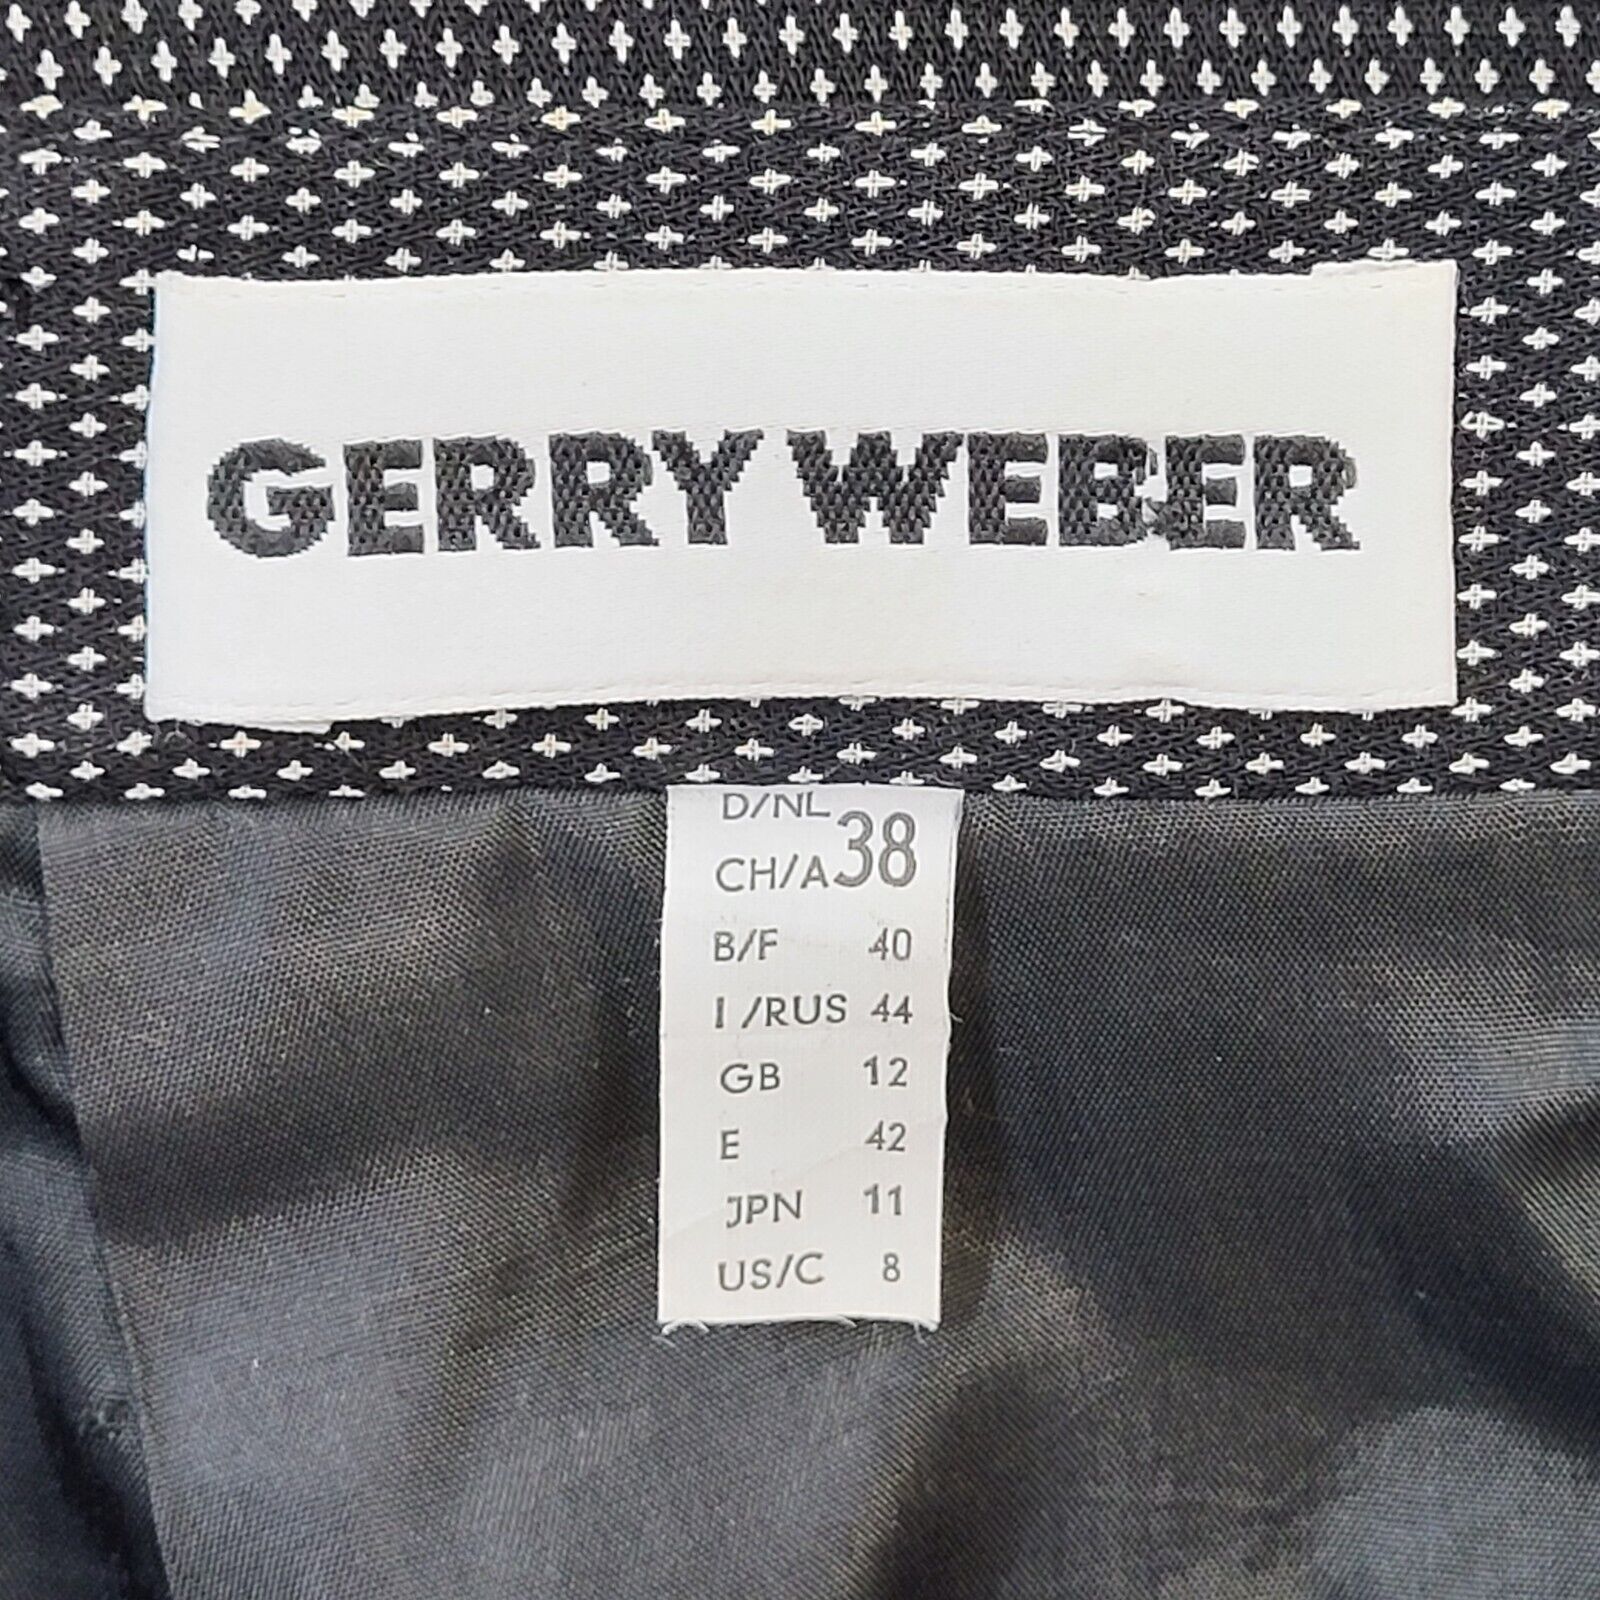 GERRY WEBER
D/NL
CH/A 38
B/F 40
I /RUS 44
GB 12
E 42
JPN 11
US/C 8